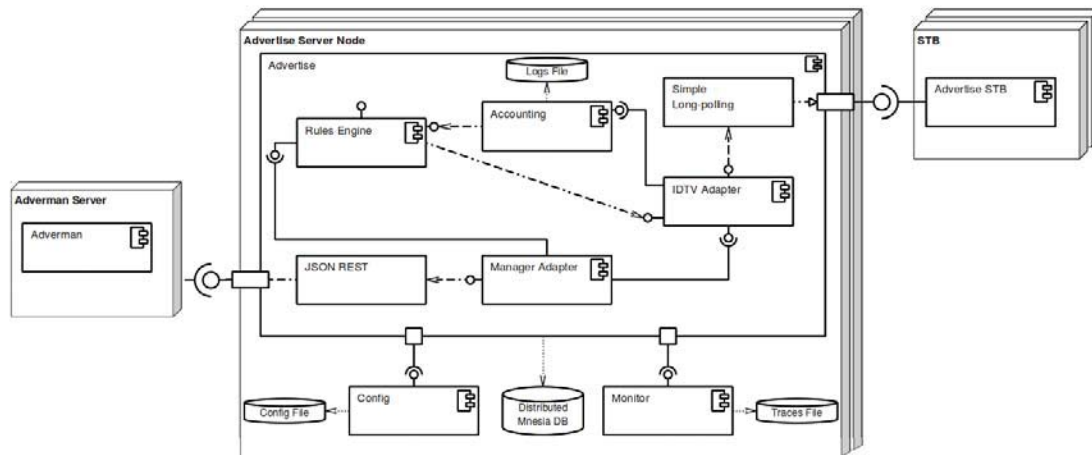 Advertise Server Node
Advertise
Logs File
Rules Engine
Accounting
Simple
Long-polling
IDTV Adapter
STB
Advertise STB
Adverman Server
Adverman
JSON REST
Manager Adapter
Config File
Config
Distributed
Mnesia DB
Monitor
Traces File